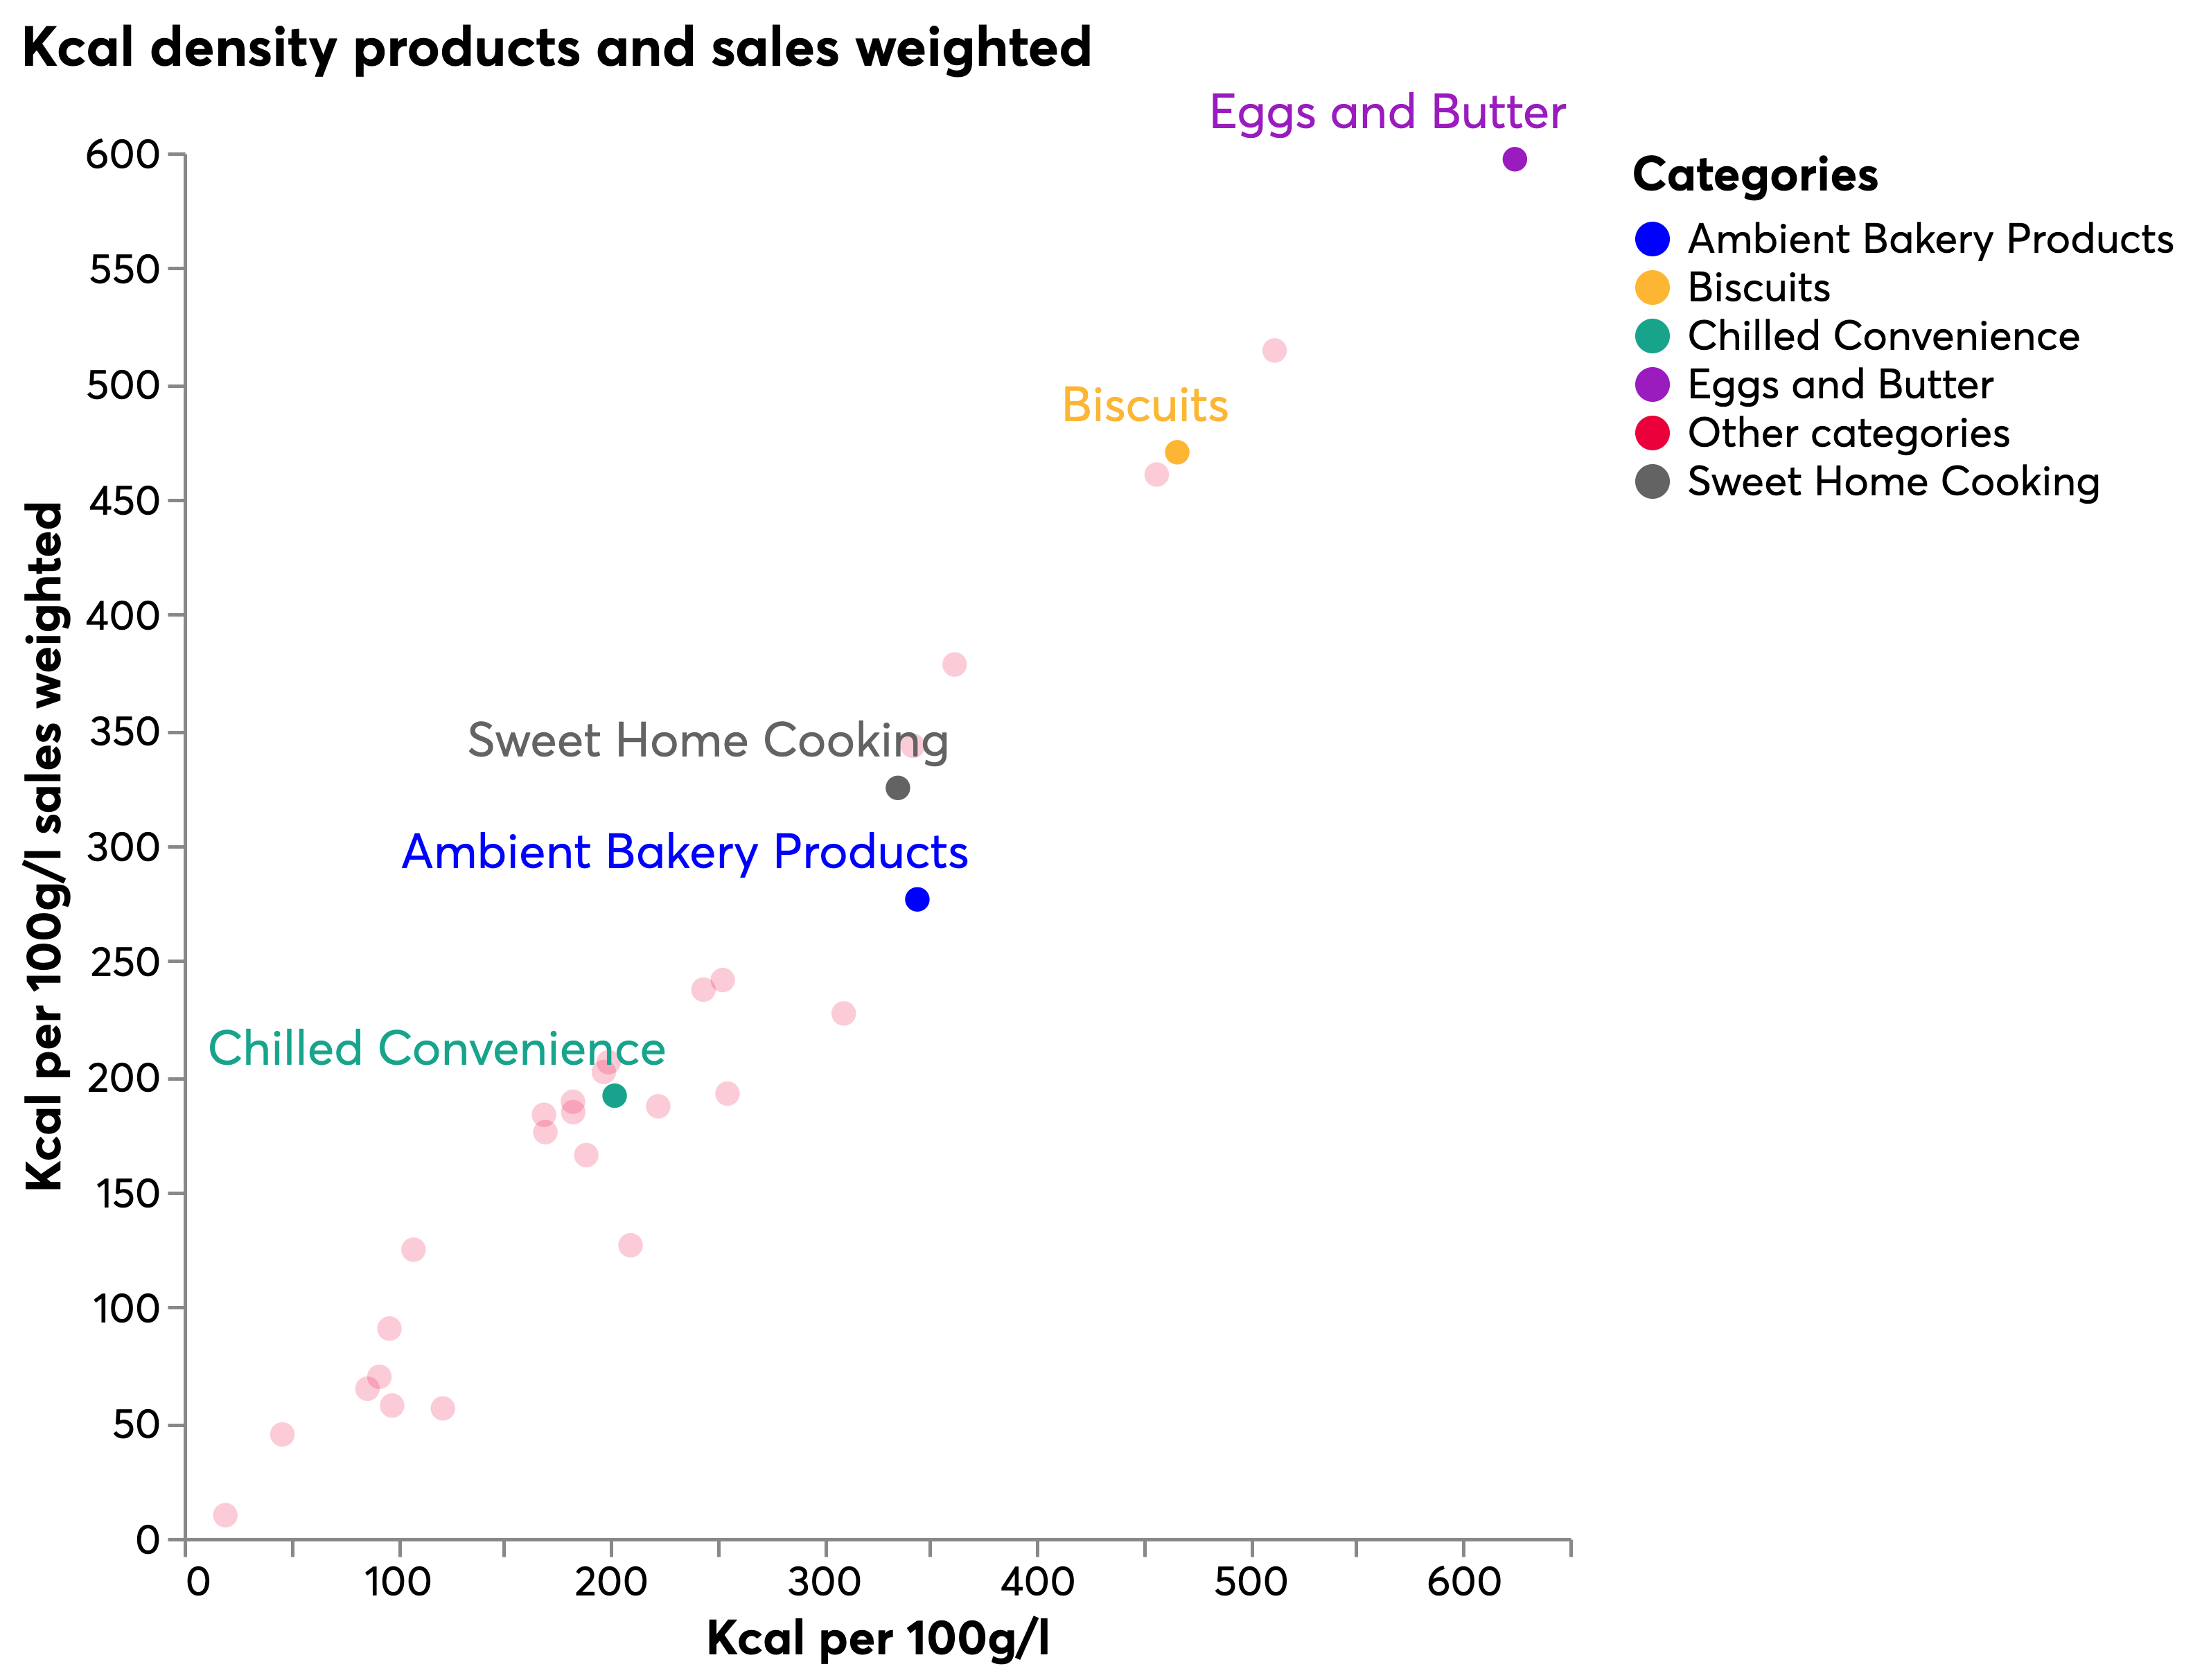 Kcal density products and sales weighted
Eggs and Butter
Biscuits
Sweet Home Cooking
Ambient Bakery Products
Chilled Convenience
Categories
Ambient Bakery Products
Biscuits
Chilled Convenience
Eggs and Butter
Other categories
Sweet Home Cooking
Kcal per 100g/l sales weighted
600
550
500
450
400
350
300
250
200
150
100
50
0
0 100 200 300 400 500 600
Kcal per 100g/l